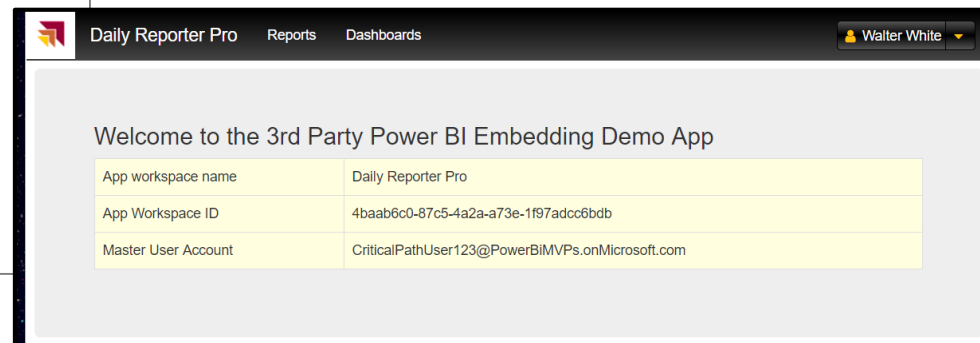 Daily Reporter Pro Reports Dashboards Walter White
Welcome to the 3rd Party Power BI Embedding Demo App
App workspace name Daily Reporter Pro
App Workspace ID 4baab6c0-87c5-4a2a-a73e-1f97adcc6bdb
Master User Account CriticalPathUser123@PowerBiMVPs.onMicrosoft.com